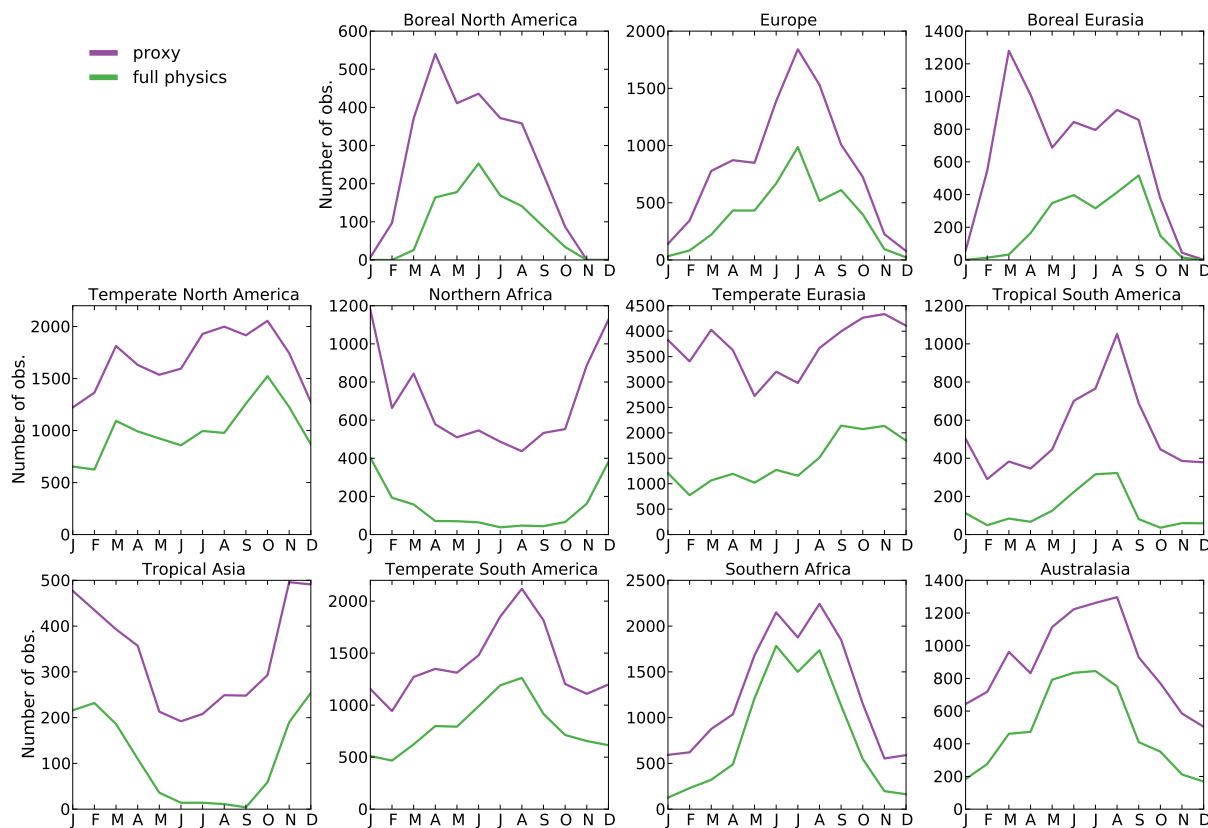 proxy
full physics
Boreal North America
Number of obs.
600
500
400
300
200
100
0
J F M A M J J A S O N D
Europe
2000
1500
1000
500
0
J F M A M J J A S O N D
Boreal Eurasia
1400
1200
1000
800
600
400
200
0
J F M A M J J A S O N D
Temperate North America
Number of obs.
2000
1500
1000
500
0
J F M A M J J A S O N D
Northern Africa
1200
1000
800
600
400
200
0
J F M A M J J A S O N D
Temperate Eurasia
4500
4000
3500
3000
2500
2000
1500
1000
500
0
J F M A M J J A S O N D
Tropical South America
1200
1000
800
600
400
200
0
J F M A M J J A S O N D
Tropical Asia
Number of obs.
500
400
300
200
100
0
J F M A M J J A S O N D
Temperate South America
2000
1500
1000
500
0
J F M A M J J A S O N D
Southern Africa
2500
2000
1500
1000
500
0
J F M A M J J A S O N D
Australasia
1400
1200
1000
800
600
400
200
0
J F M A M J J A S O N D